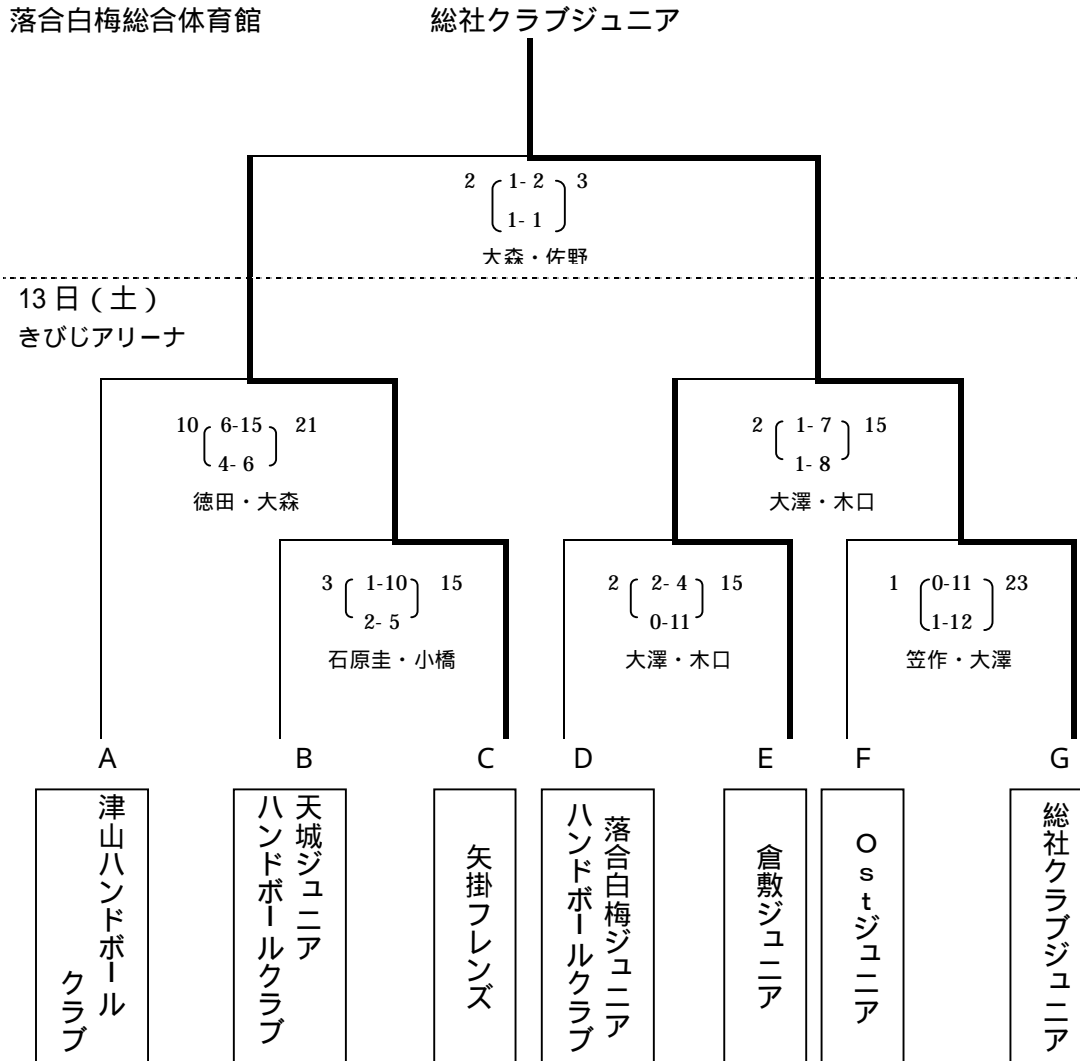 落合白梅総合体育館
総社クラブジュニア
2 1- 2 3
1- 1
大森・佐野
13日(土)
きびじアリーナ
10 6-15 21
4- 6
徳田・大森
2 1- 7 15
1- 8
大澤・木口
3 1-10 15
2- 5
石原圭・小橋
2 2- 4 15
0-11
大澤・木口
1 0-11 23
1-12
笠作・大澤
A
B
C
D
E
F
G
津山ハンドボール
クラブ
天城ジュニア
ハンドボールクラブ
矢掛フレンズ
落合白梅ジュニア
ハンドボールクラブ
倉敷ジュニア
Ostジュニア
総社クラブジュニア